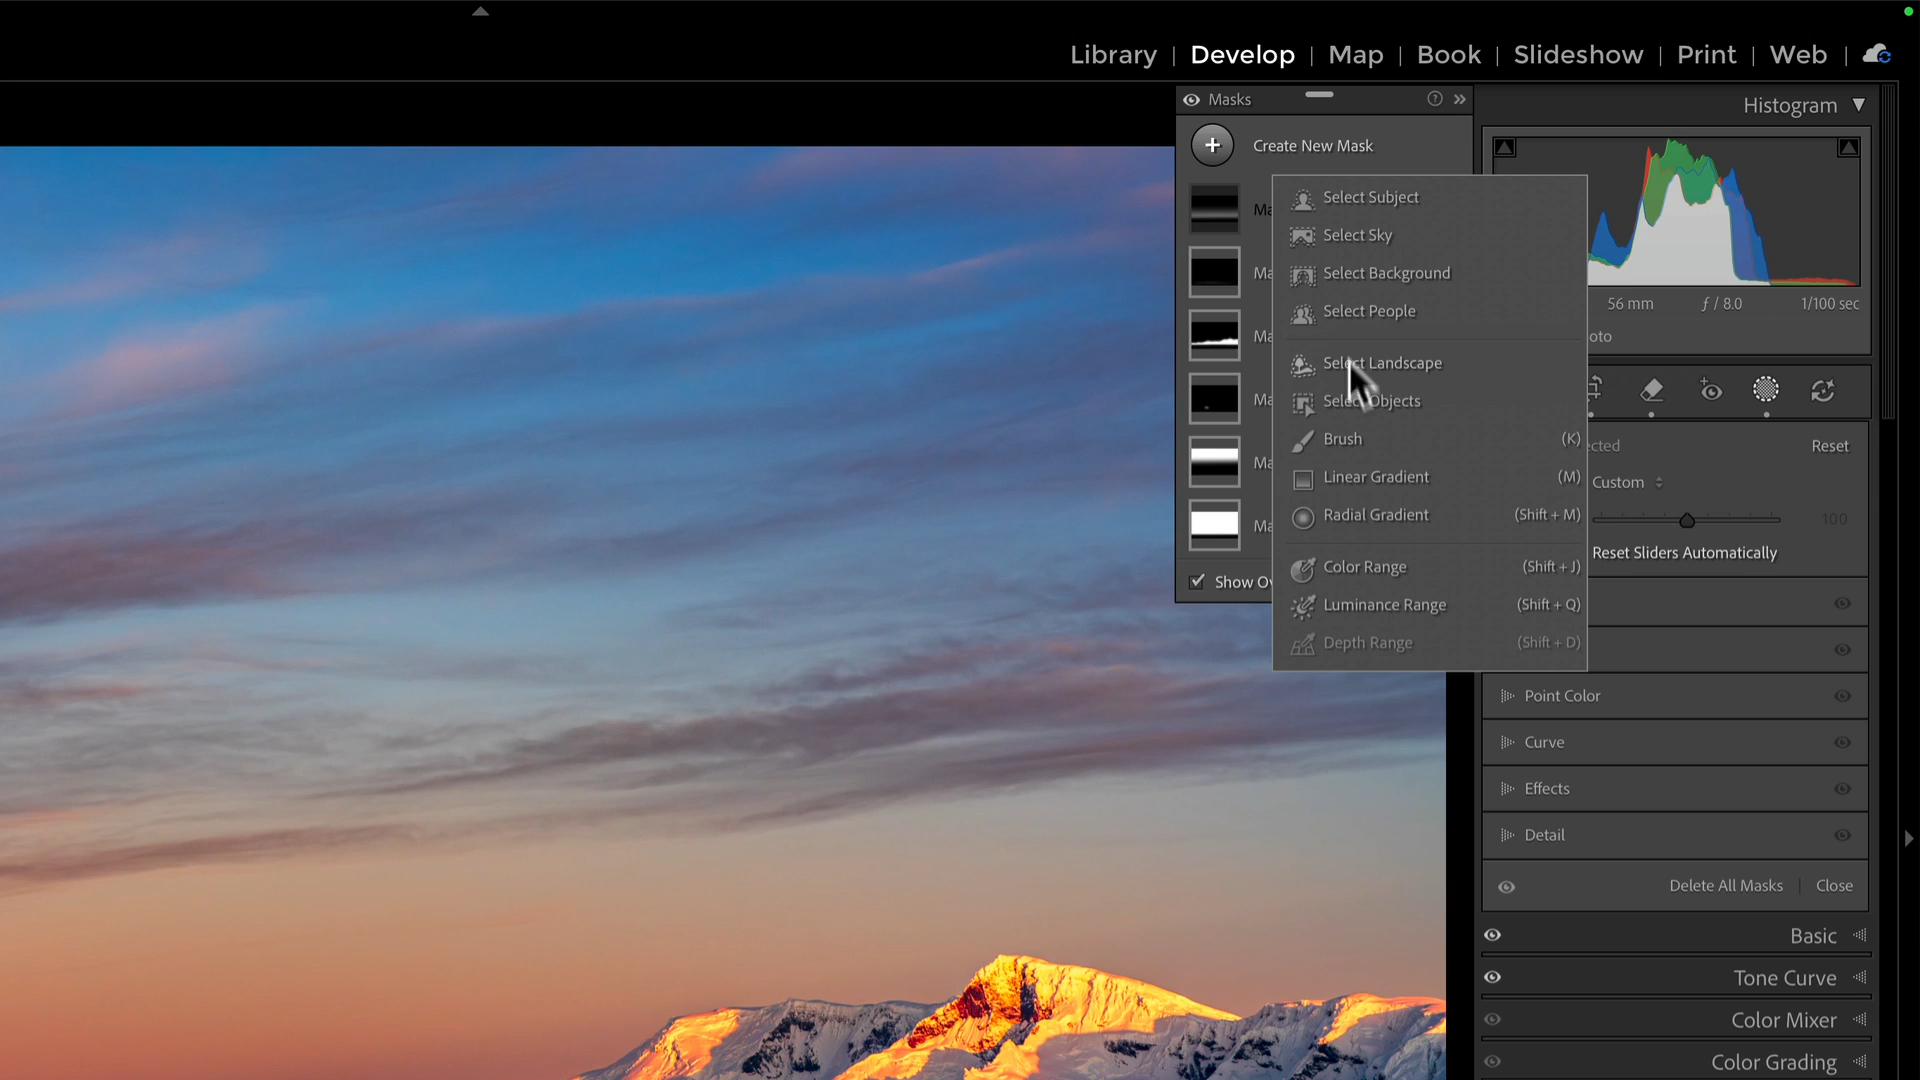 Library | Develop | Map | Book | Slideshow | Print | Web |
Masks
Histogram
Create New Mask
Select Subject
Select Sky
Select Background
Select People
56 mm ƒ / 8.0 1/100 sec
Select Landscape
Select Objects
Brush (K)
Reset
Linear Gradient (M)
Custom
Radial Gradient (Shift + M)
100
Reset Sliders Automatically
Color Range (Shift + J)
Show
Luminance Range (Shift + Q)
Depth Range (Shift + D)
Point Color
Curve
Effects
Detail
Delete All Masks | Close
Basic
Tone Curve
Color Mixer
Color Grading